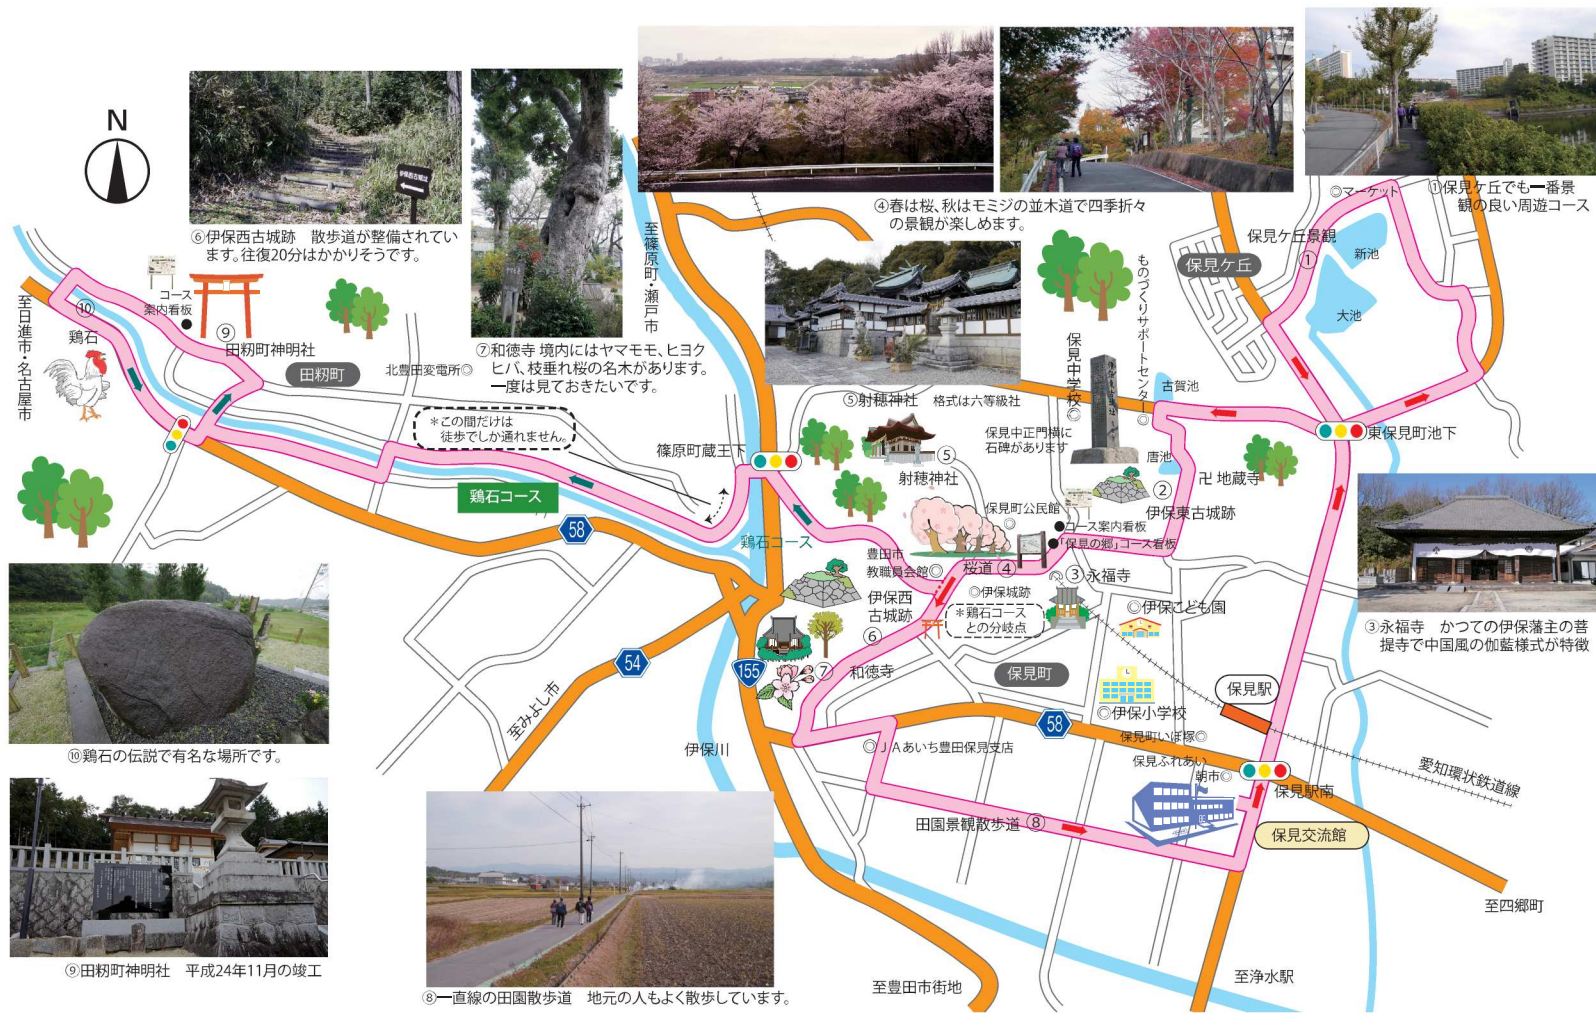 N
⑥伊保西古城跡　散歩道が整備されてい
ます。往復20分はかかりそうです。
伊保西古城址
⑦和徳寺 境内にはヤマモモ、ヒヨク
ヒバ、枝垂れ桜の名木があります。
一度は見ておきたいです。
④春は桜、秋はモミジの並木道で四季折々
の景観が楽しめます。
①保見ケ丘でも一番景
観の良い周遊コース
◎マーケット
保見ケ丘景観
①
新池
大池
保見ケ丘
至篠原町・瀬戸市
至日進市・名古屋市
⑩
鶏石
コース
案内看板
⑨
田籾町神明社
田籾町
北豊田変電所◎
＊この間だけは
徒歩でしか通れません。
篠原町蔵王下
鶏石コース
鶏石コース
⑤射穂神社　格式は六等級社
⑤
射穂神社
保見中学校◎
ものづくりサポートセンター◎
保見中正門横に
石碑があります
古賀池
唐池
卍 地蔵寺
②
伊保東古城跡
東保見町池下
保見町公民館
◎
コース案内看板
「保見の郷」コース看板
豊田市
教職員会館◎
桜道 ④
◎伊保城跡
③ 永福寺
＊鶏石コース
との分岐点
伊保西
古城跡
⑥
⑦
和徳寺
◎伊保こども園
保見町
◎伊保小学校
保見駅
③永福寺　かつての伊保藩主の菩
提寺で中国風の伽藍様式が特徴
58
54
155
58
至みよし市
伊保川
◎ＪＡあいち豊田保見支店
保見町いぼ塚◎
保見ふれあい
朝市◎
保見駅南
愛知環状鉄道線
田園景観散歩道 ⑧
保見交流館
至四郷町
至浄水駅
至豊田市街地
⑩鶏石の伝説で有名な場所です。
⑨田籾町神明社　平成24年11月の竣工
⑧一直線の田園散歩道　地元の人もよく散歩しています。